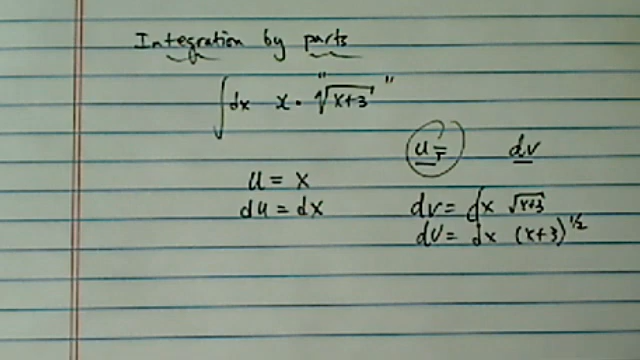 Integration by parts
∫dx x · "√(x+3)"
u= dv
u = x
du = dx
dv = dx √(x+3)
dv = dx (x+3)^1/2